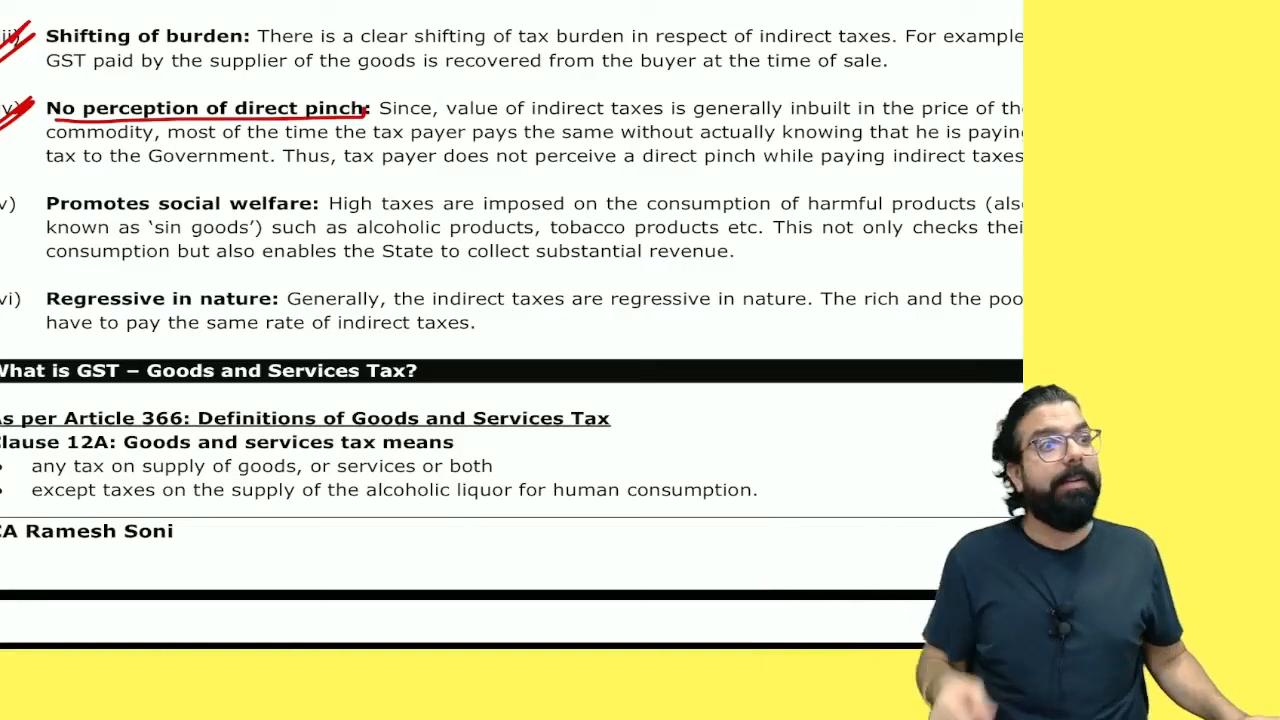 Shifting of burden: There is a clear shifting of tax burden in respect of indirect taxes. For example
GST paid by the supplier of the goods is recovered from the buyer at the time of sale.
No perception of direct pinch: Since, value of indirect taxes is generally inbuilt in the price of th
commodity, most of the time the tax payer pays the same without actually knowing that he is payin
tax to the Government. Thus, tax payer does not perceive a direct pinch while paying indirect taxes
v) Promotes social welfare: High taxes are imposed on the consumption of harmful products (als
known as ‘sin goods’) such as alcoholic products, tobacco products etc. This not only checks thei
consumption but also enables the State to collect substantial revenue.
vi) Regressive in nature: Generally, the indirect taxes are regressive in nature. The rich and the poo
have to pay the same rate of indirect taxes.
What is GST – Goods and Services Tax?
As per Article 366: Definitions of Goods and Services Tax
Clause 12A: Goods and services tax means
• any tax on supply of goods, or services or both
• except taxes on the supply of the alcoholic liquor for human consumption.
CA Ramesh Soni